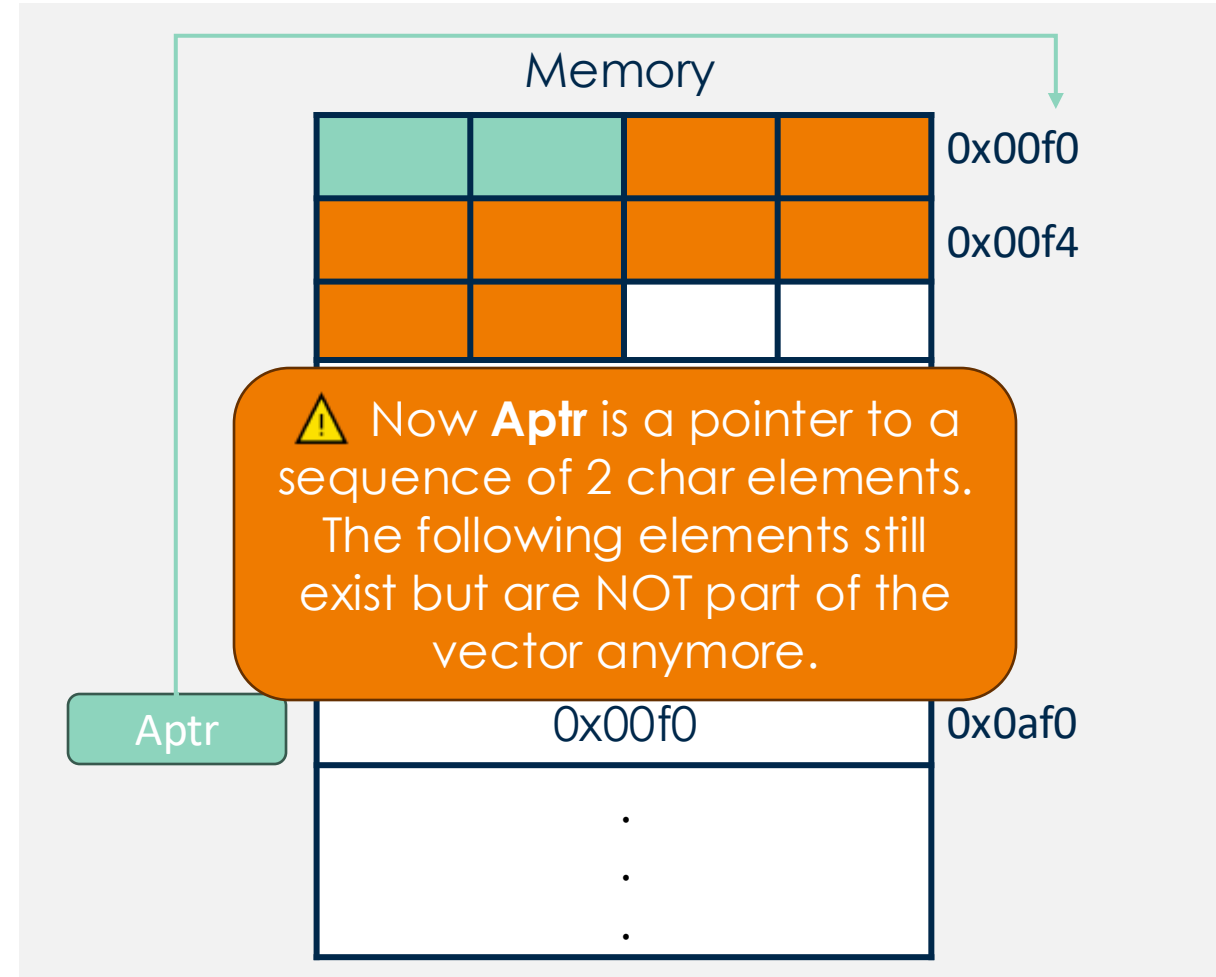 Memory
0x00f0
0x00f4
⚠ Now Aptr is a pointer to a
sequence of 2 char elements.
The following elements still
exist but are NOT part of the
vector anymore.
Aptr
0x00f0
0x0af0
.
.
.